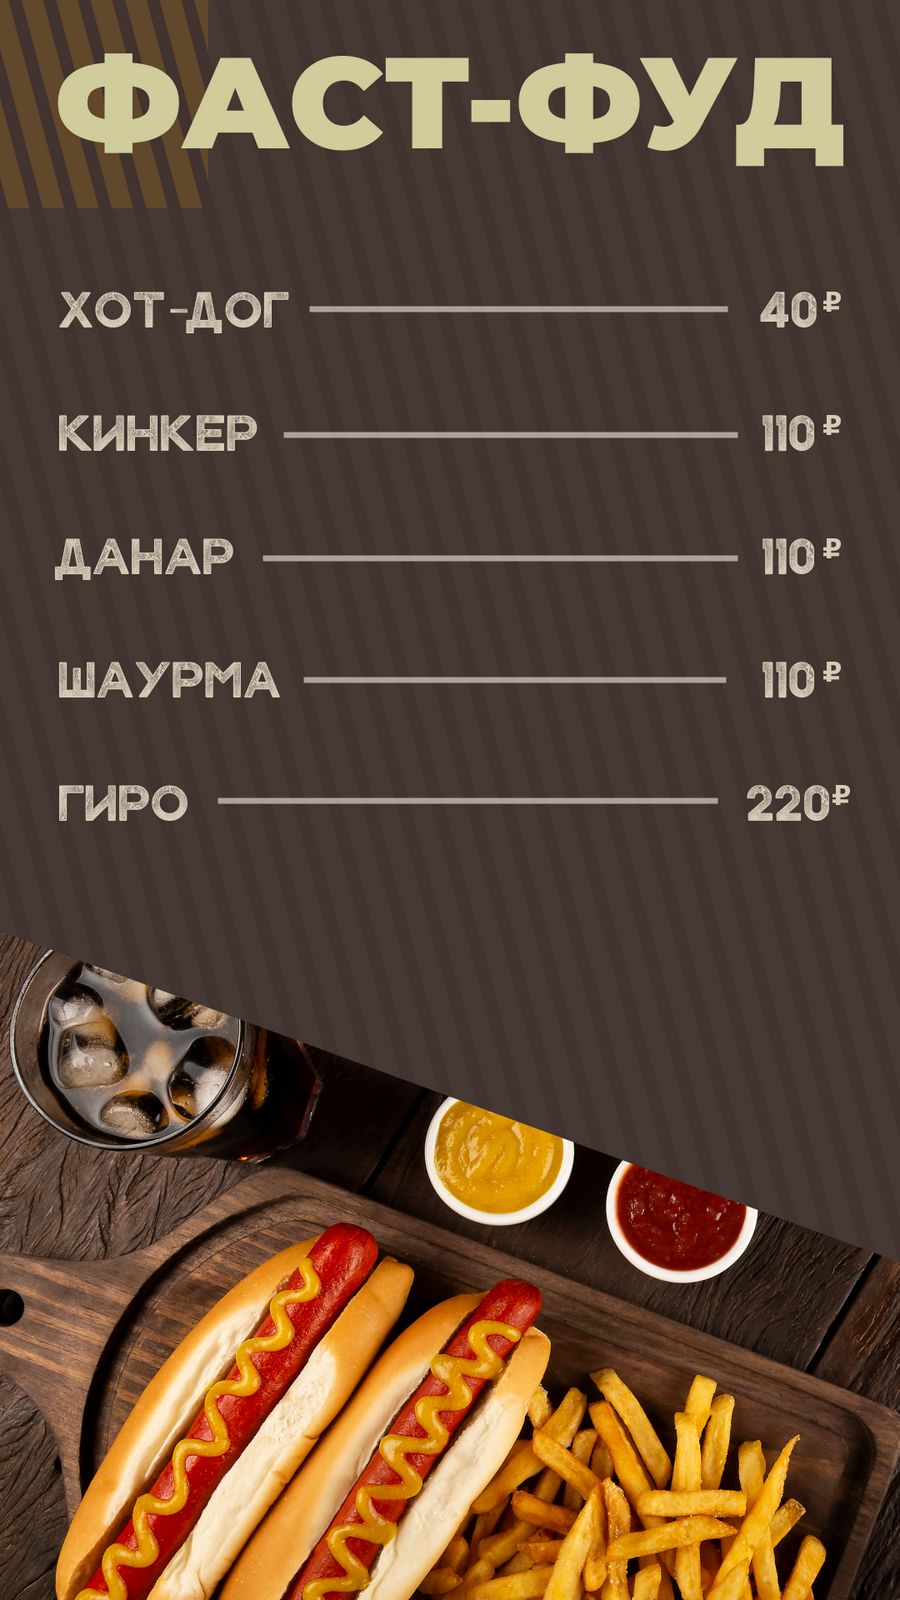 ФАСТ-ФУД
ХОТ-ДОГ 40₽
КИНКЕР 110₽
ДАНАР 110₽
ШАУРМА 110₽
ГИРО 220₽